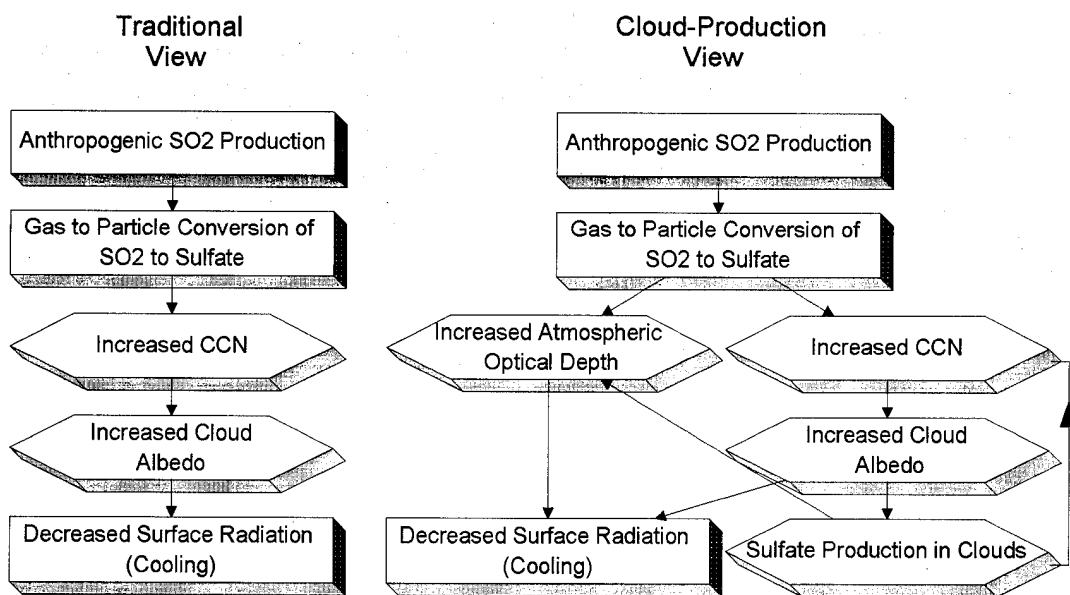 Traditional
View
Anthropogenic SO2 Production
Gas to Particle Conversion of
SO2 to Sulfate
Increased CCN
Increased Cloud
Albedo
Decreased Surface Radiation
(Cooling)
Cloud-Production
View
Anthropogenic SO2 Production
Gas to Particle Conversion of
SO2 to Sulfate
Increased Atmospheric
Optical Depth
Increased CCN
Increased Cloud
Albedo
Decreased Surface Radiation
(Cooling)
Sulfate Production in Clouds